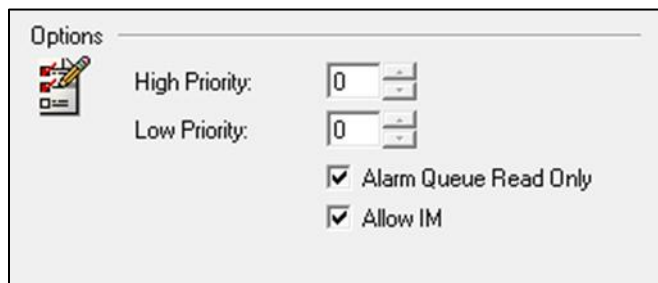 Options
High Priority: 0
Low Priority: 0
Alarm Queue Read Only
Allow IM